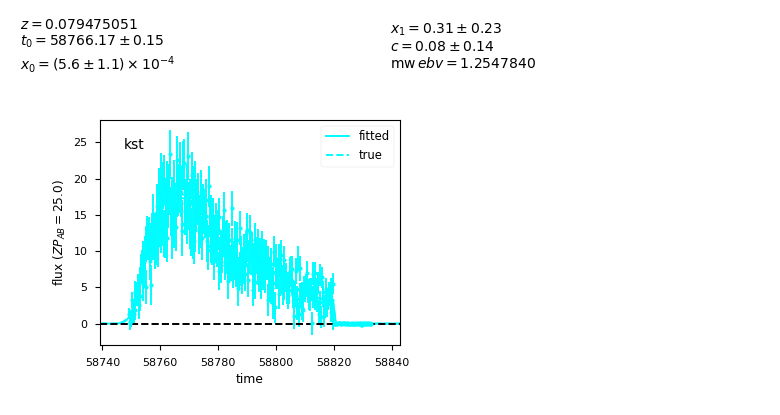 z = 0.079475051
t₀ = 58766.17 ± 0.15
x₀ = (5.6 ± 1.1) × 10⁻⁴
x₁ = 0.31 ± 0.23
c = 0.08 ± 0.14
mw ebv = 1.2547840
kst
fitted
true
25
20
15
10
5
0
flux (ZP_AB = 25.0)
58740 58760 58780 58800 58820 58840
time